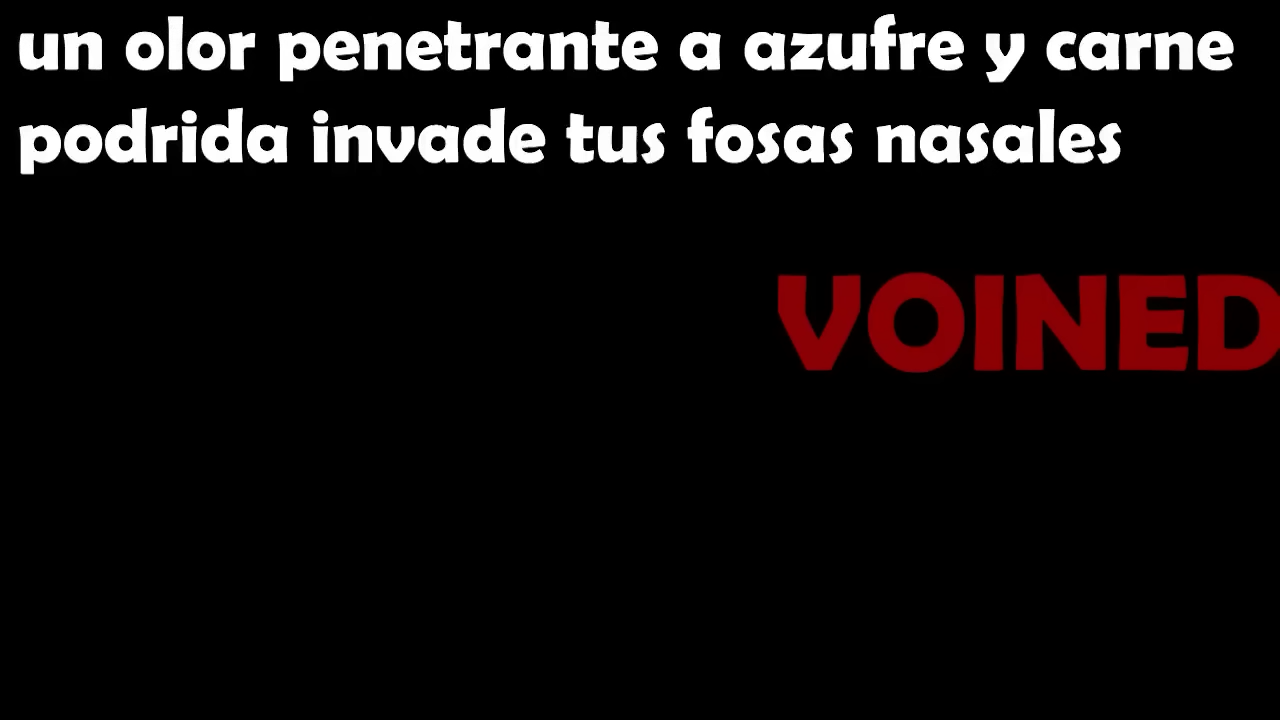 un olor penetrante a azufre y carne
podrida invade tus fosas nasales
VOINED